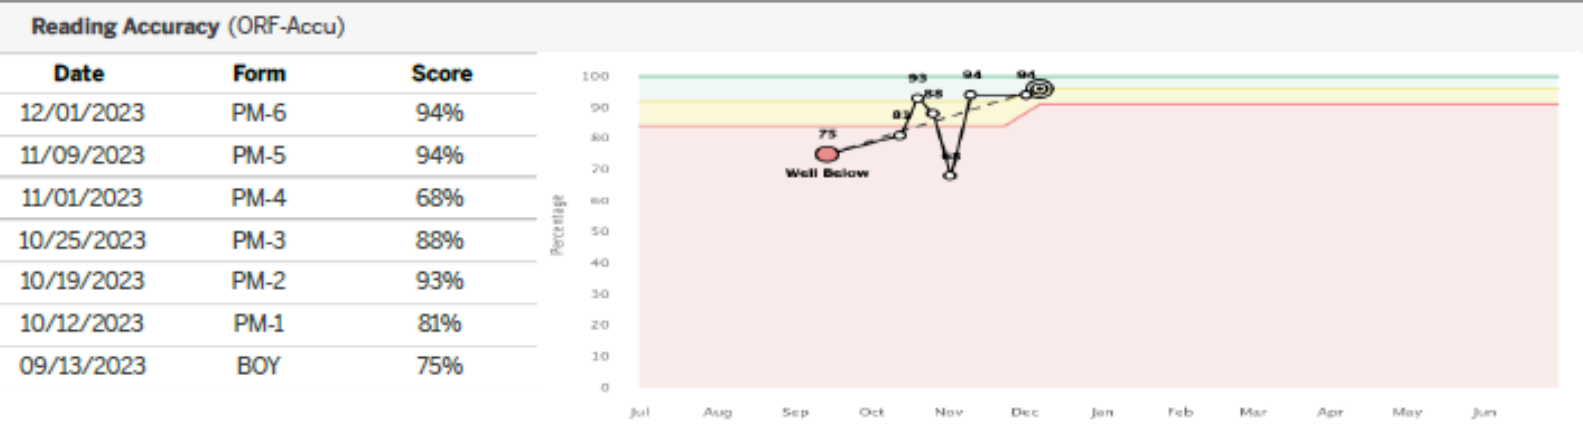 Reading Accuracy (ORF-Accu)
Date Form Score
12/01/2023 PM-6 94%
11/09/2023 PM-5 94%
11/01/2023 PM-4 68%
10/25/2023 PM-3 88%
10/19/2023 PM-2 93%
10/12/2023 PM-1 81%
09/13/2023 BOY 75%
Percentage
100
90
80
70
60
50
40
30
20
10
0
75
81
93
88
68
94
94
Well Below
Jul Aug Sep Oct Nov Dec Jan Feb Mar Apr May Jun